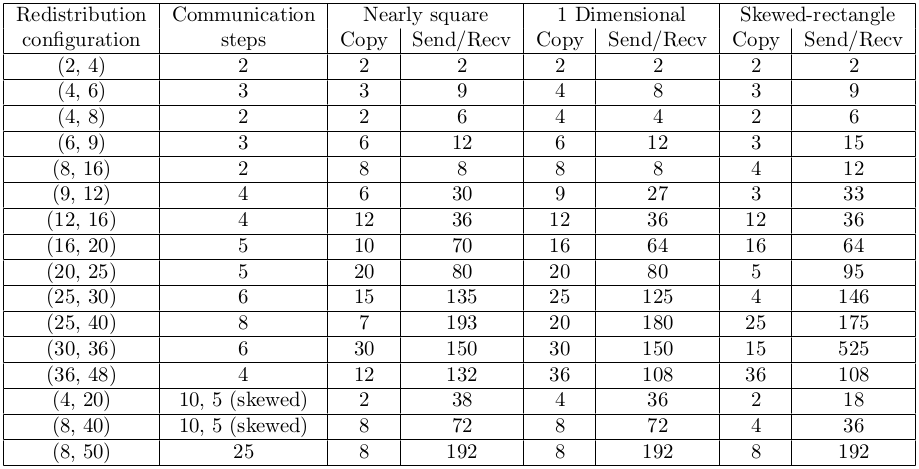 Redistribution Communication Nearly square 1 Dimensional Skewed-rectangle
configuration steps Copy Send/Recv Copy Send/Recv Copy Send/Recv
(2, 4) 2 2 2 2 2 2 2
(4, 6) 3 3 9 4 8 3 9
(4, 8) 2 2 6 4 4 2 6
(6, 9) 3 6 12 6 12 3 15
(8, 16) 2 8 8 8 8 4 12
(9, 12) 4 6 30 9 27 3 33
(12, 16) 4 12 36 12 36 12 36
(16, 20) 5 10 70 16 64 16 64
(20, 25) 5 20 80 20 80 5 95
(25, 30) 6 15 135 25 125 4 146
(25, 40) 8 7 193 20 180 25 175
(30, 36) 6 30 150 30 150 15 525
(36, 48) 4 12 132 36 108 36 108
(4, 20) 10, 5 (skewed) 2 38 4 36 2 18
(8, 40) 10, 5 (skewed) 8 72 8 72 4 36
(8, 50) 25 8 192 8 192 8 192